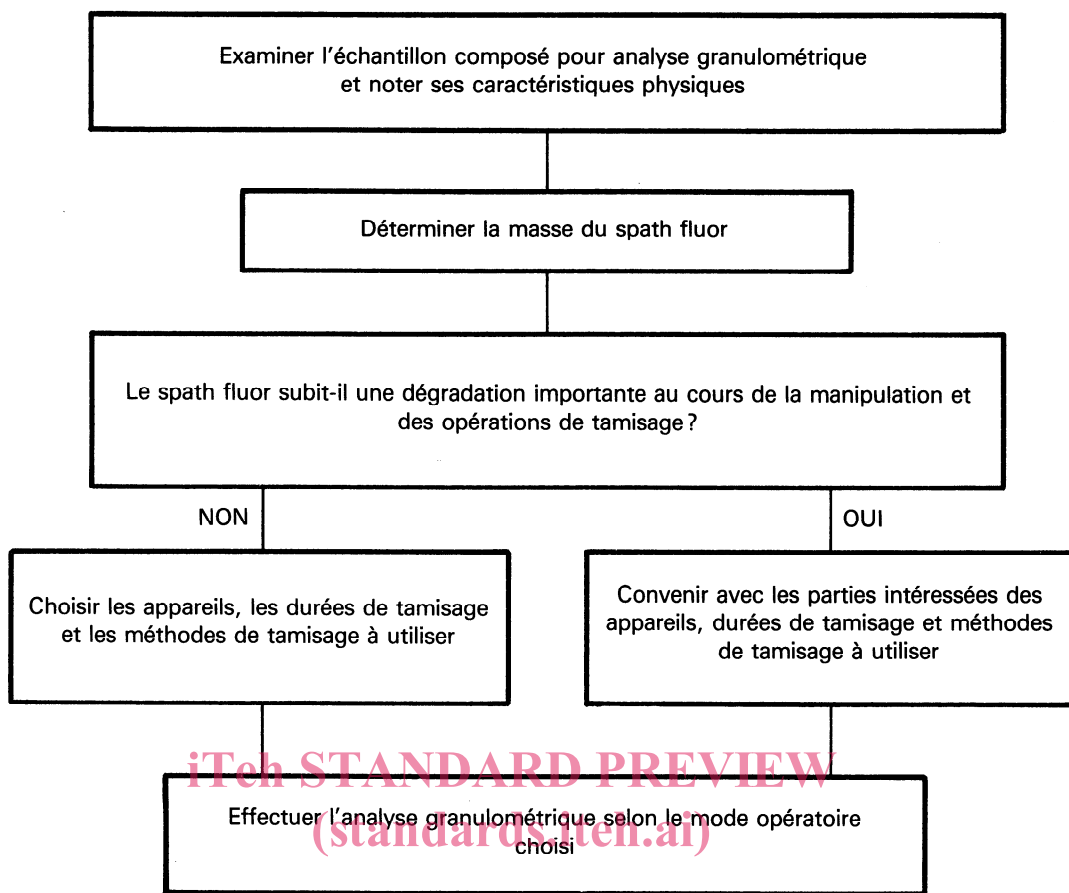 Examiner l'échantillon composé pour analyse granulométrique
et noter ses caractéristiques physiques
Déterminer la masse du spath fluor
Le spath fluor subit-il une dégradation importante au cours de la manipulation et
des opérations de tamisage?
NON
OUI
Choisir les appareils, les durées de tamisage
et les méthodes de tamisage à utiliser
Convenir avec les parties intéressées des
appareils, durées de tamisage et méthodes
de tamisage à utiliser
iTeh STANDARD PREVIEW
Effectuer l'analyse granulométrique selon le mode opératoire
(standards.iteh.ai)
choisi